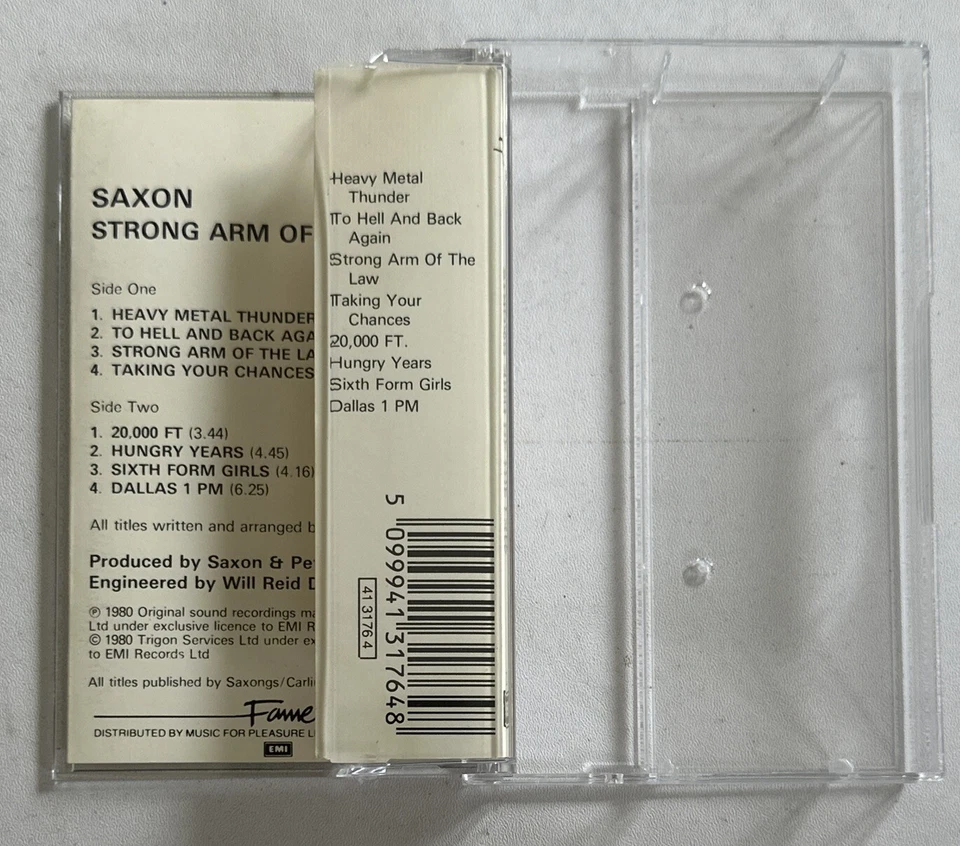 SAXON
STRONG ARM OF
Side One
1. HEAVY METAL THUNDER
2. TO HELL AND BACK AGA
3. STRONG ARM OF THE LA
4. TAKING YOUR CHANCES
Side Two
1. 20,000 FT (3.44)
2. HUNGRY YEARS (4.45)
3. SIXTH FORM GIRLS (4.16)
4. DALLAS 1 PM (6.25)
All titles written and arranged b
Produced by Saxon & Pe
Engineered by Will Reid D
℗ 1980 Original sound recordings ma
Ltd under exclusive licence to EMI R
© 1980 Trigon Services Ltd under ex
to EMI Records Ltd
All titles published by Saxongs/Carli
Fame
DISTRIBUTED BY MUSIC FOR PLEASURE L
EMI
Heavy Metal
Thunder
To Hell And Back
Again
Strong Arm Of The
Law
Taking Your
Chances
20,000 FT.
Hungry Years
Sixth Form Girls
Dallas 1 PM
41 3176 4
5 099941 317648